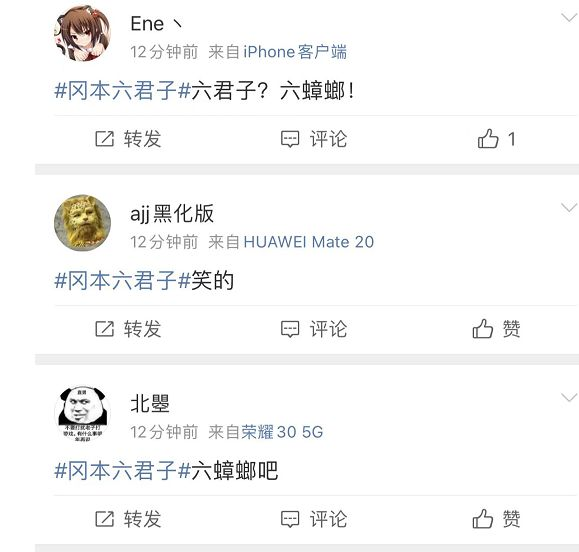 Ene丶
12分钟前 来自iPhone客户端
#冈本六君子#六君子？六蟑螂！
转发 评论 1
ajj黑化版
12分钟前 来自HUAWEI Mate 20
#冈本六君子#笑的
转发 评论 赞
北曌
12分钟前 来自荣耀30 5G
#冈本六君子#六蟑螂吧
转发 评论 赞